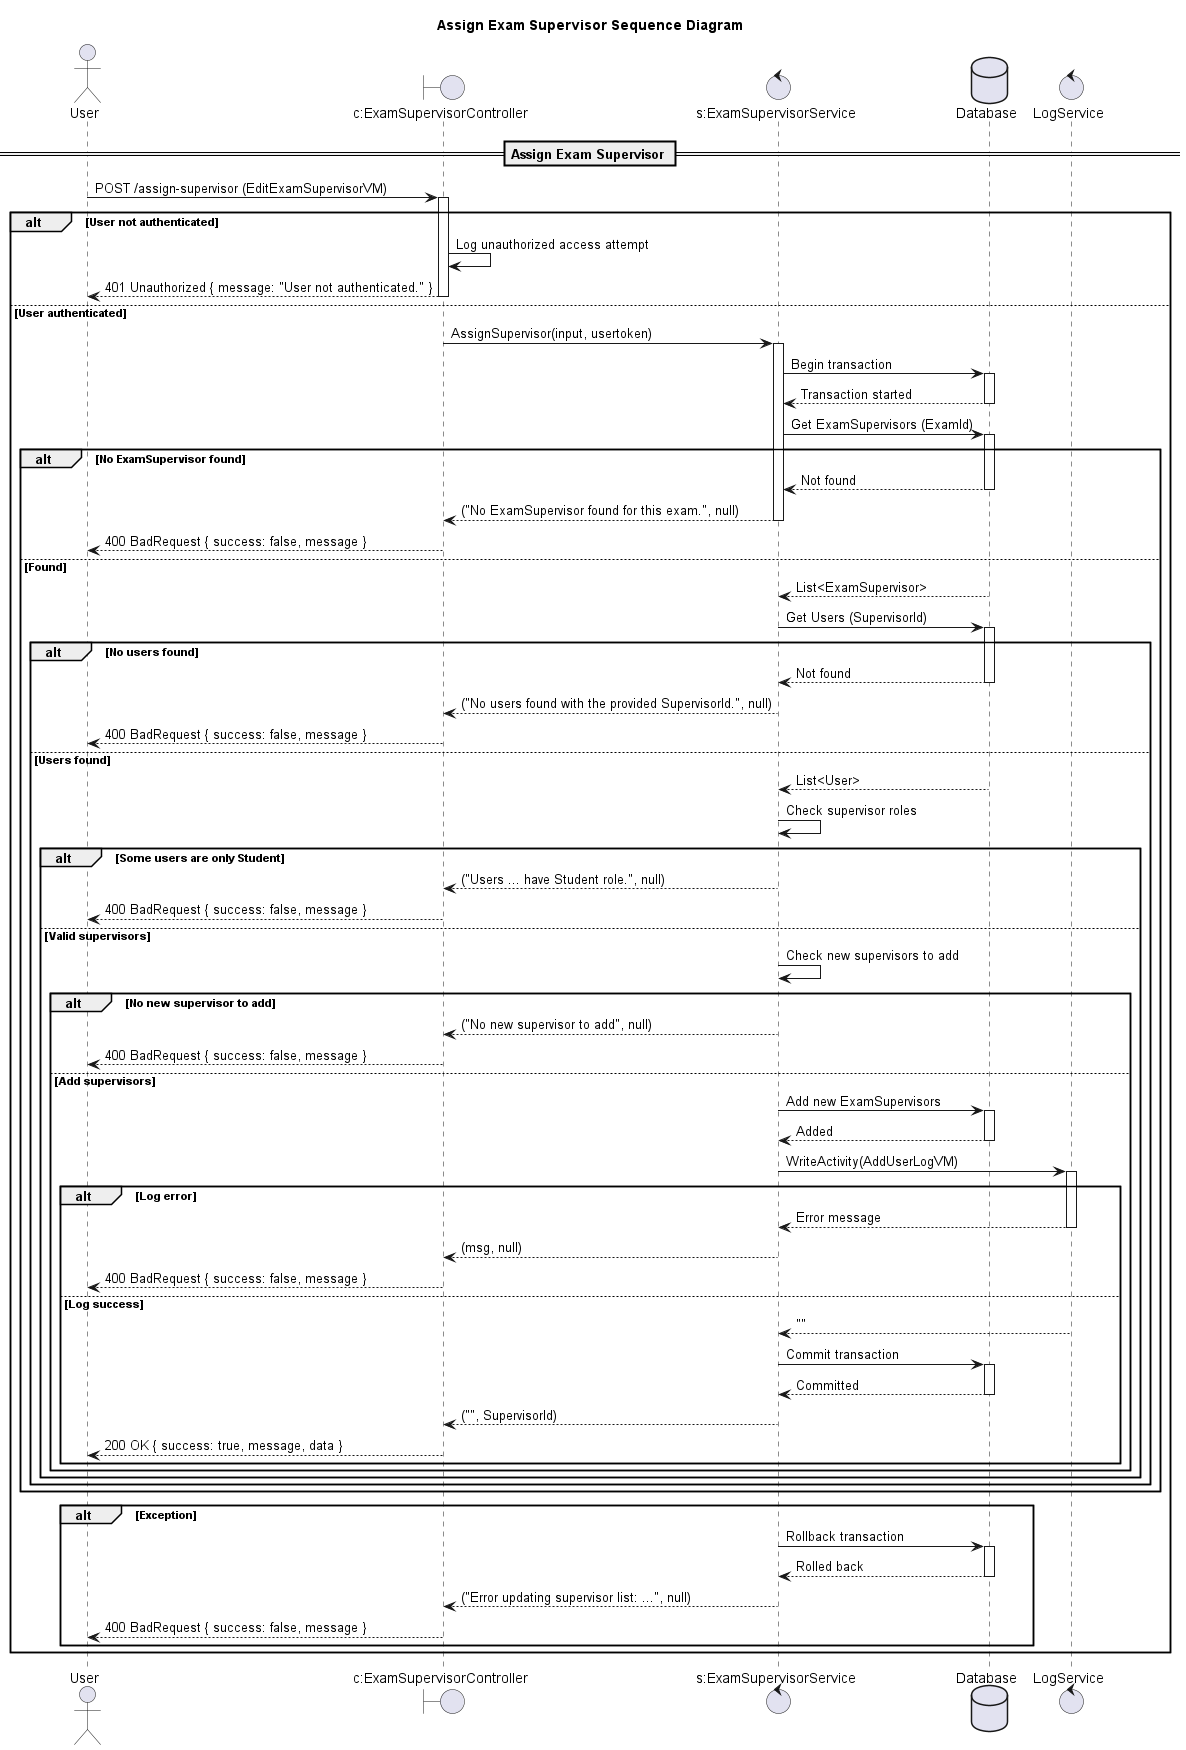 Assign Exam Supervisor Sequence Diagram
User
c:ExamSupervisorController
s:ExamSupervisorService
Database
LogService
Assign Exam Supervisor
POST /assign-supervisor (EditExamSupervisorVM)
alt
[User not authenticated]
Log unauthorized access attempt
401 Unauthorized { message: "User not authenticated." }
[User authenticated]
AssignSupervisor(input, usertoken)
Begin transaction
Transaction started
Get ExamSupervisors (ExamId)
alt
[No ExamSupervisor found]
Not found
("No ExamSupervisor found for this exam.", null)
400 BadRequest { success: false, message }
[Found]
List<ExamSupervisor>
Get Users (SupervisorId)
alt
[No users found]
Not found
("No users found with the provided SupervisorId.", null)
400 BadRequest { success: false, message }
[Users found]
List<User>
Check supervisor roles
alt
[Some users are only Student]
("Users ... have Student role.", null)
400 BadRequest { success: false, message }
[Valid supervisors]
Check new supervisors to add
alt
[No new supervisor to add]
("No new supervisor to add", null)
400 BadRequest { success: false, message }
[Add supervisors]
Add new ExamSupervisors
Added
WriteActivity(AddUserLogVM)
alt
[Log error]
Error message
(msg, null)
400 BadRequest { success: false, message }
[Log success]
""
Commit transaction
Committed
("", SupervisorId)
200 OK { success: true, message, data }
alt
[Exception]
Rollback transaction
Rolled back
("Error updating supervisor list: ...", null)
400 BadRequest { success: false, message }
User
c:ExamSupervisorController
s:ExamSupervisorService
Database
LogService